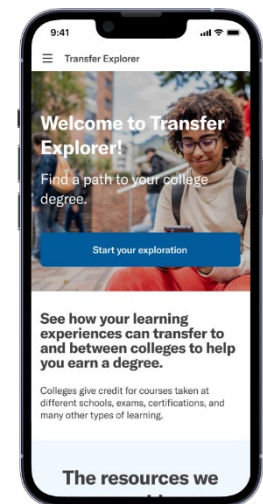 9:41
Transfer Explorer
Welcome to Transfer
Explorer!
Find a path to your college
degree.
Start your exploration
See how your learning
experiences can transfer to
and between colleges to help
you earn a degree.
Colleges give credit for courses taken at
different schools, exams, certifications, and
many other types of learning.
The resources we